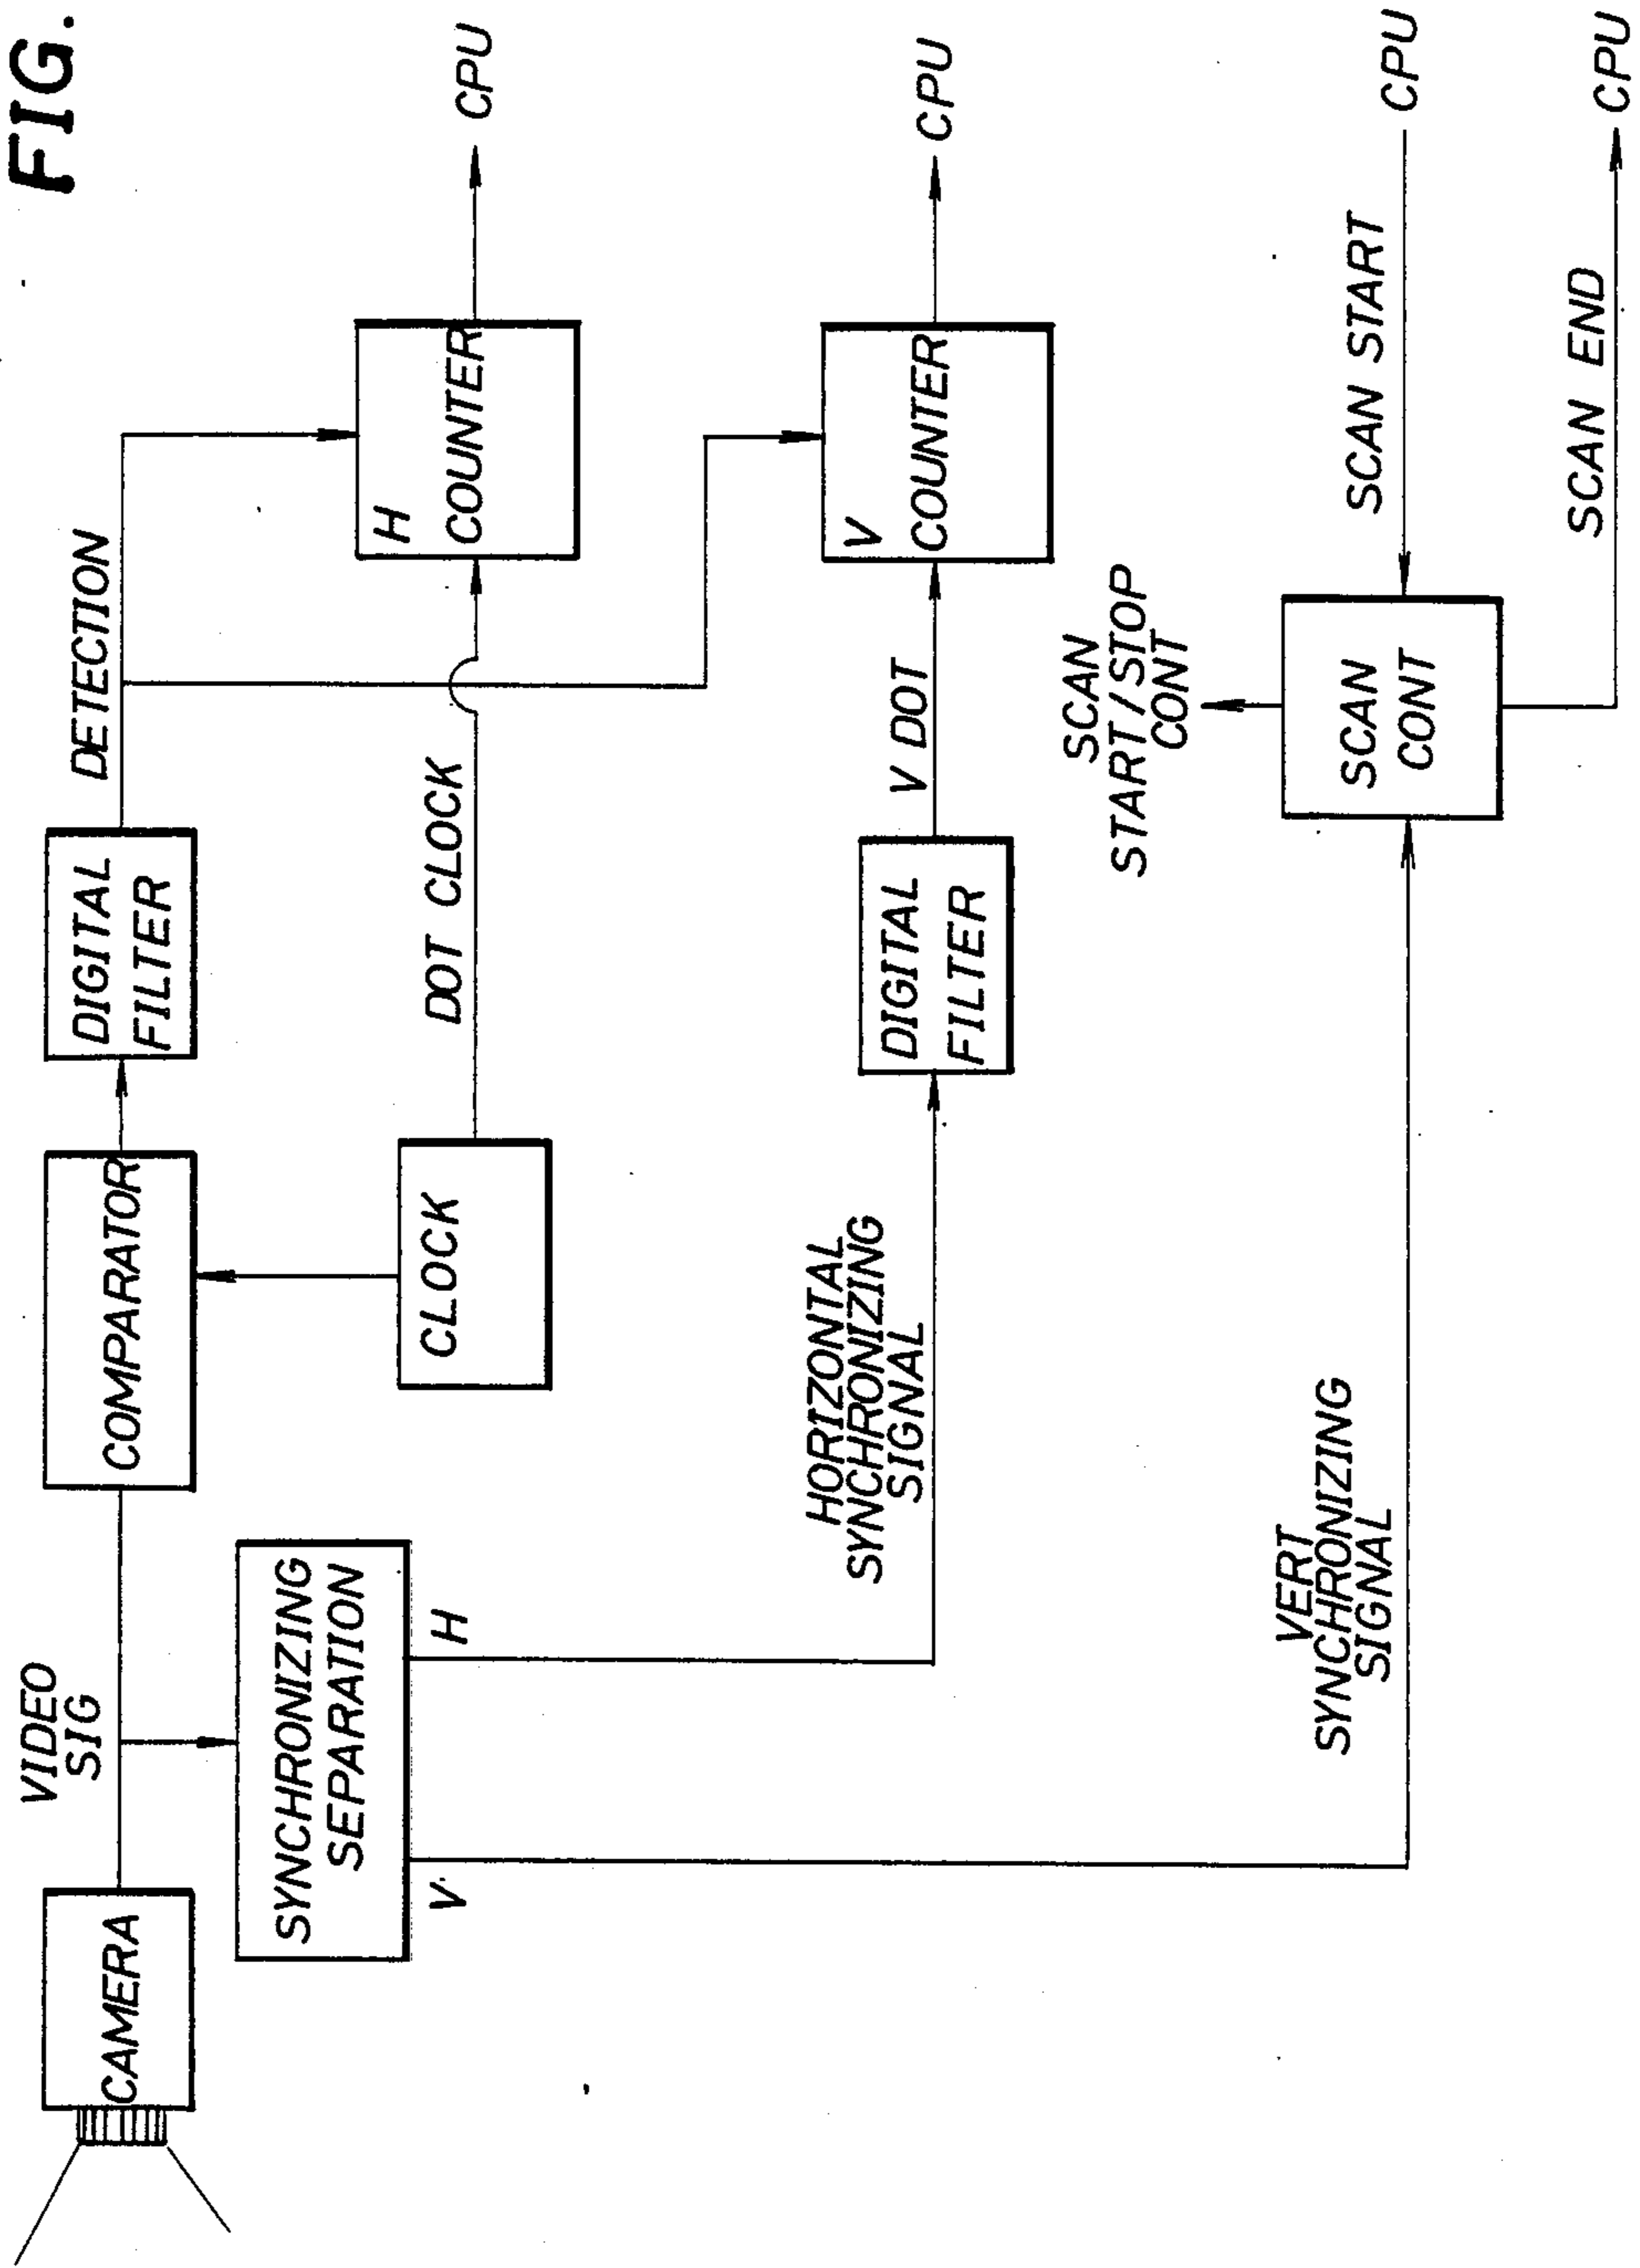 FIG.
VIDEO
SIG
DETECTION
CAMERA
COMPARATOR
DIGITAL
FILTER
SYNCHRONIZING
SEPARATION
V
H
CLOCK
DOT CLOCK
H
COUNTER
CPU
HORIZONTAL
SYNCHRONIZING
SIGNAL
DIGITAL
FILTER
V DOT
V
COUNTER
CPU
SCAN
START/STOP
CONT
VERT
SYNCHRONIZING
SIGNAL
SCAN
CONT
SCAN START
CPU
SCAN END
CPU